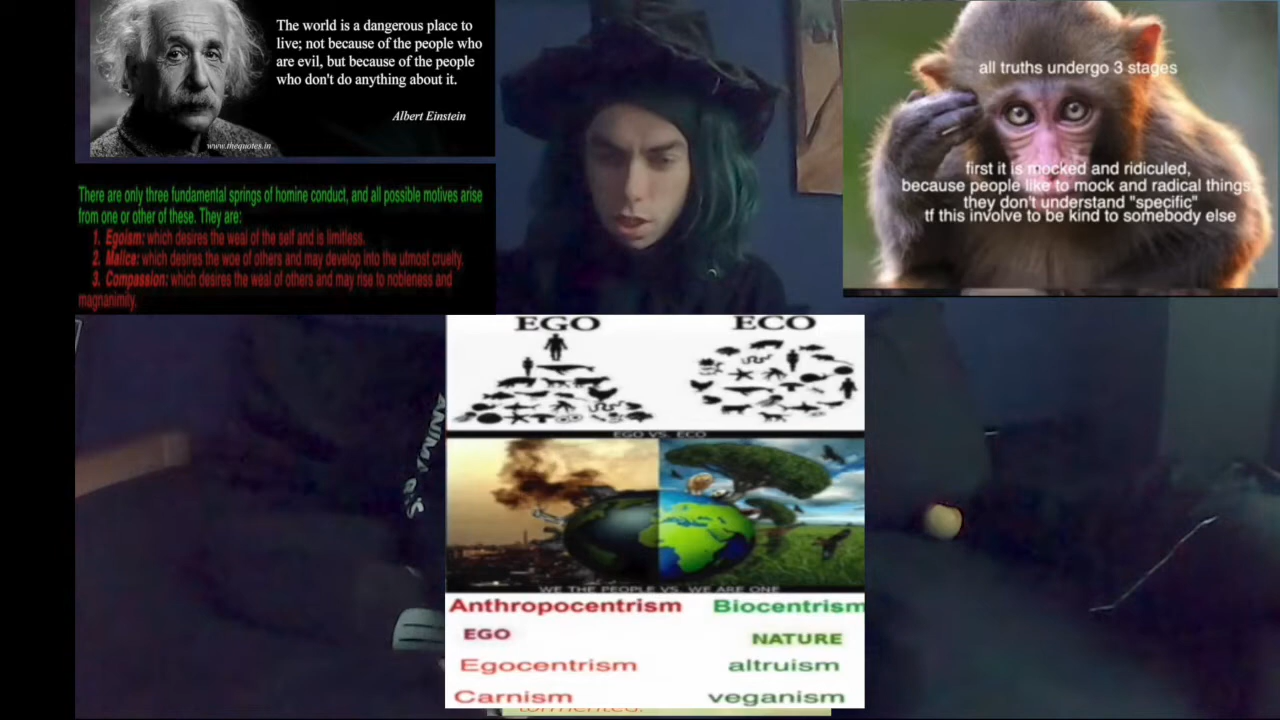 The world is a dangerous place to
live; not because of the people who
are evil, but because of the people
who don't do anything about it.
Albert Einstein
www.thequotes.in
There are only three fundamental springs of homine conduct, and all possible motives arise
from one or other of these. They are:
1. Egoism: which desires the weal of the self and is limitless.
2. Malice: which desires the woe of others and may develop into the utmost cruelty.
3. Compassion: which desires the weal of others and may rise to nobleness and
magnanimity.
all truths undergo 3 stages
first it is mocked and ridiculed,
because people like to mock and radical things
they don't understand "specific"
tf this involve to be kind to somebody else
EGO ECO
EGO VS. ECO
WE THE PEOPLE VS. WE ARE ONE
Anthropocentrism Biocentrism
EGO NATURE
Egocentrism altruism
Carnism veganism
tormented.